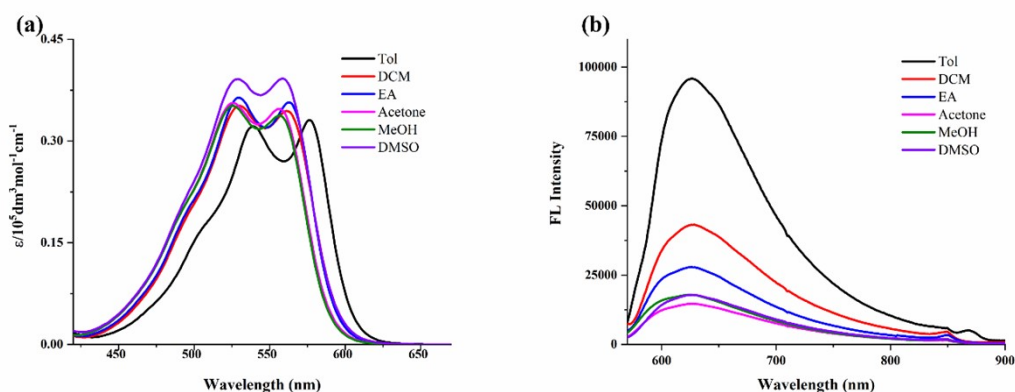 (a)
0.45
0.30
0.15
0.00
ε/10⁵dm³mol⁻¹cm⁻¹
450
500
550
600
650
Wavelength (nm)
Tol
DCM
EA
Acetone
MeOH
DMSO
(b)
100000
75000
50000
25000
0
FL Intensity
600
700
800
900
Wavelength (nm)
Tol
DCM
EA
Acetone
MeOH
DMSO